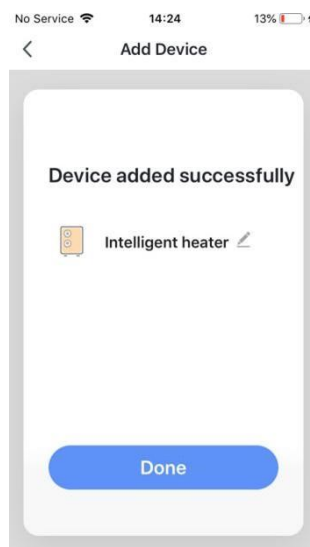 No Service 14:24 13%
Add Device
Device added successfully
Intelligent heater
Done